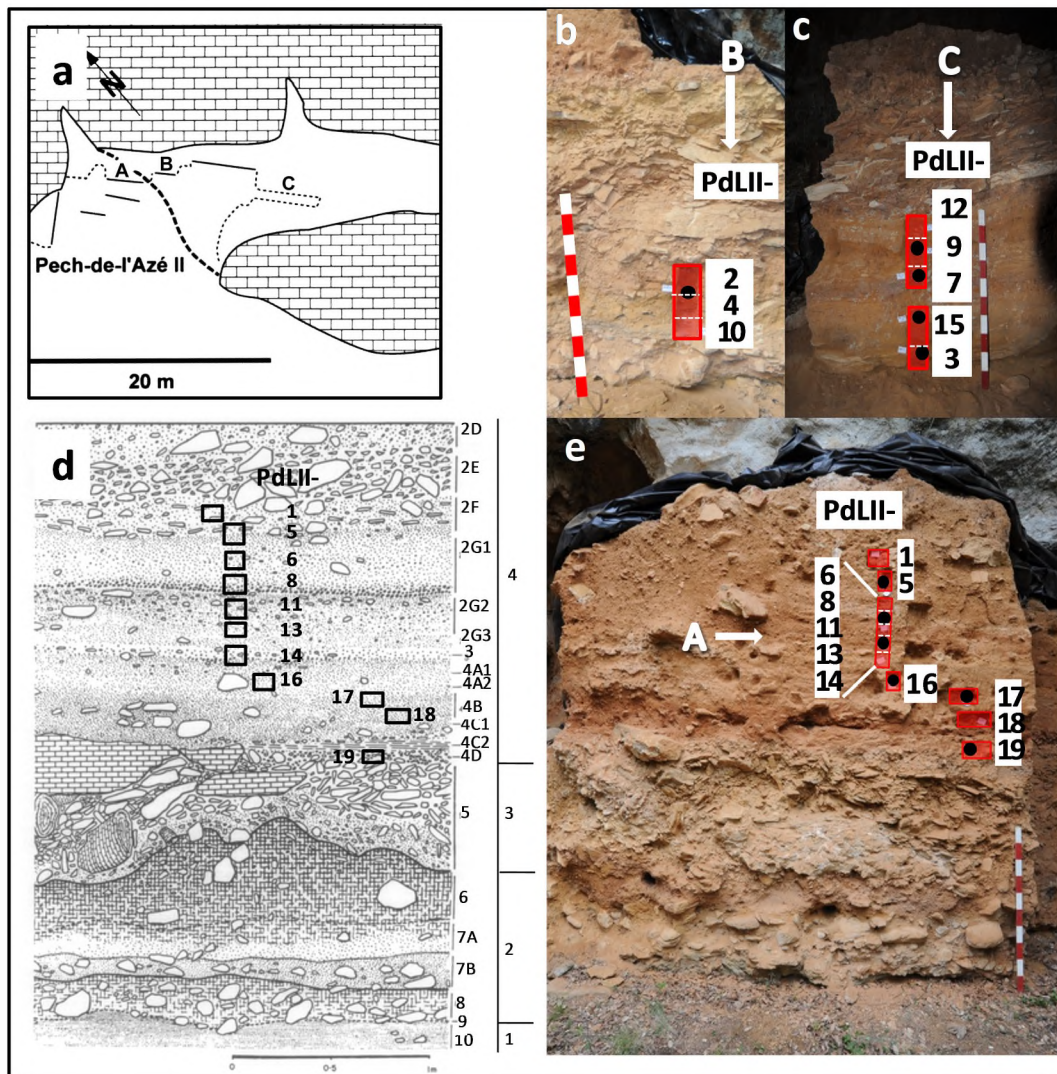 a
N
A
B
C
Pech-de-l'Azé II
20 m
b
B
PdLII-
2
4
10
c
C
PdLII-
12
9
7
15
3
d
PdLII-
1
5
6
8
11
13
14
16
17
18
19
2D
2E
2F
2G1
2G2
2G3
3
4A1
4A2
4B
4C1
4C2
4D
5
6
7A
7B
8
9
10
4
3
2
1
0
0·5
1m
e
PdLII-
A
1
5
6
8
11
13
14
16
17
18
19